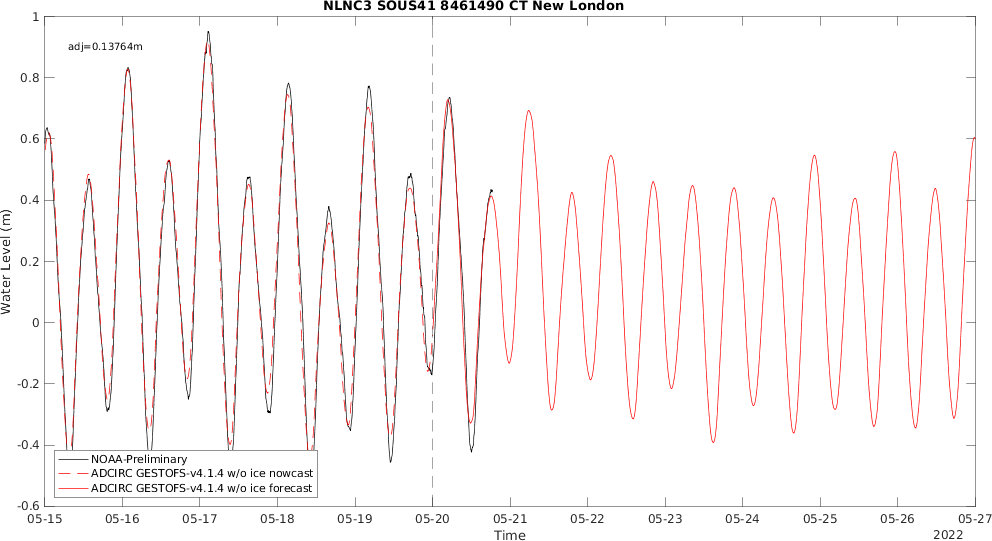 NLNC3 SOUS41 8461490 CT New London
adj=0.13764m
Water Level (m)
1
0.8
0.6
0.4
0.2
0
-0.2
-0.4
-0.6
NOAA-Preliminary
ADCIRC GESTOFS-v4.1.4 w/o ice nowcast
ADCIRC GESTOFS-v4.1.4 w/o ice forecast
05-15 05-16 05-17 05-18 05-19 05-20 05-21 05-22 05-23 05-24 05-25 05-26 05-27
Time
2022